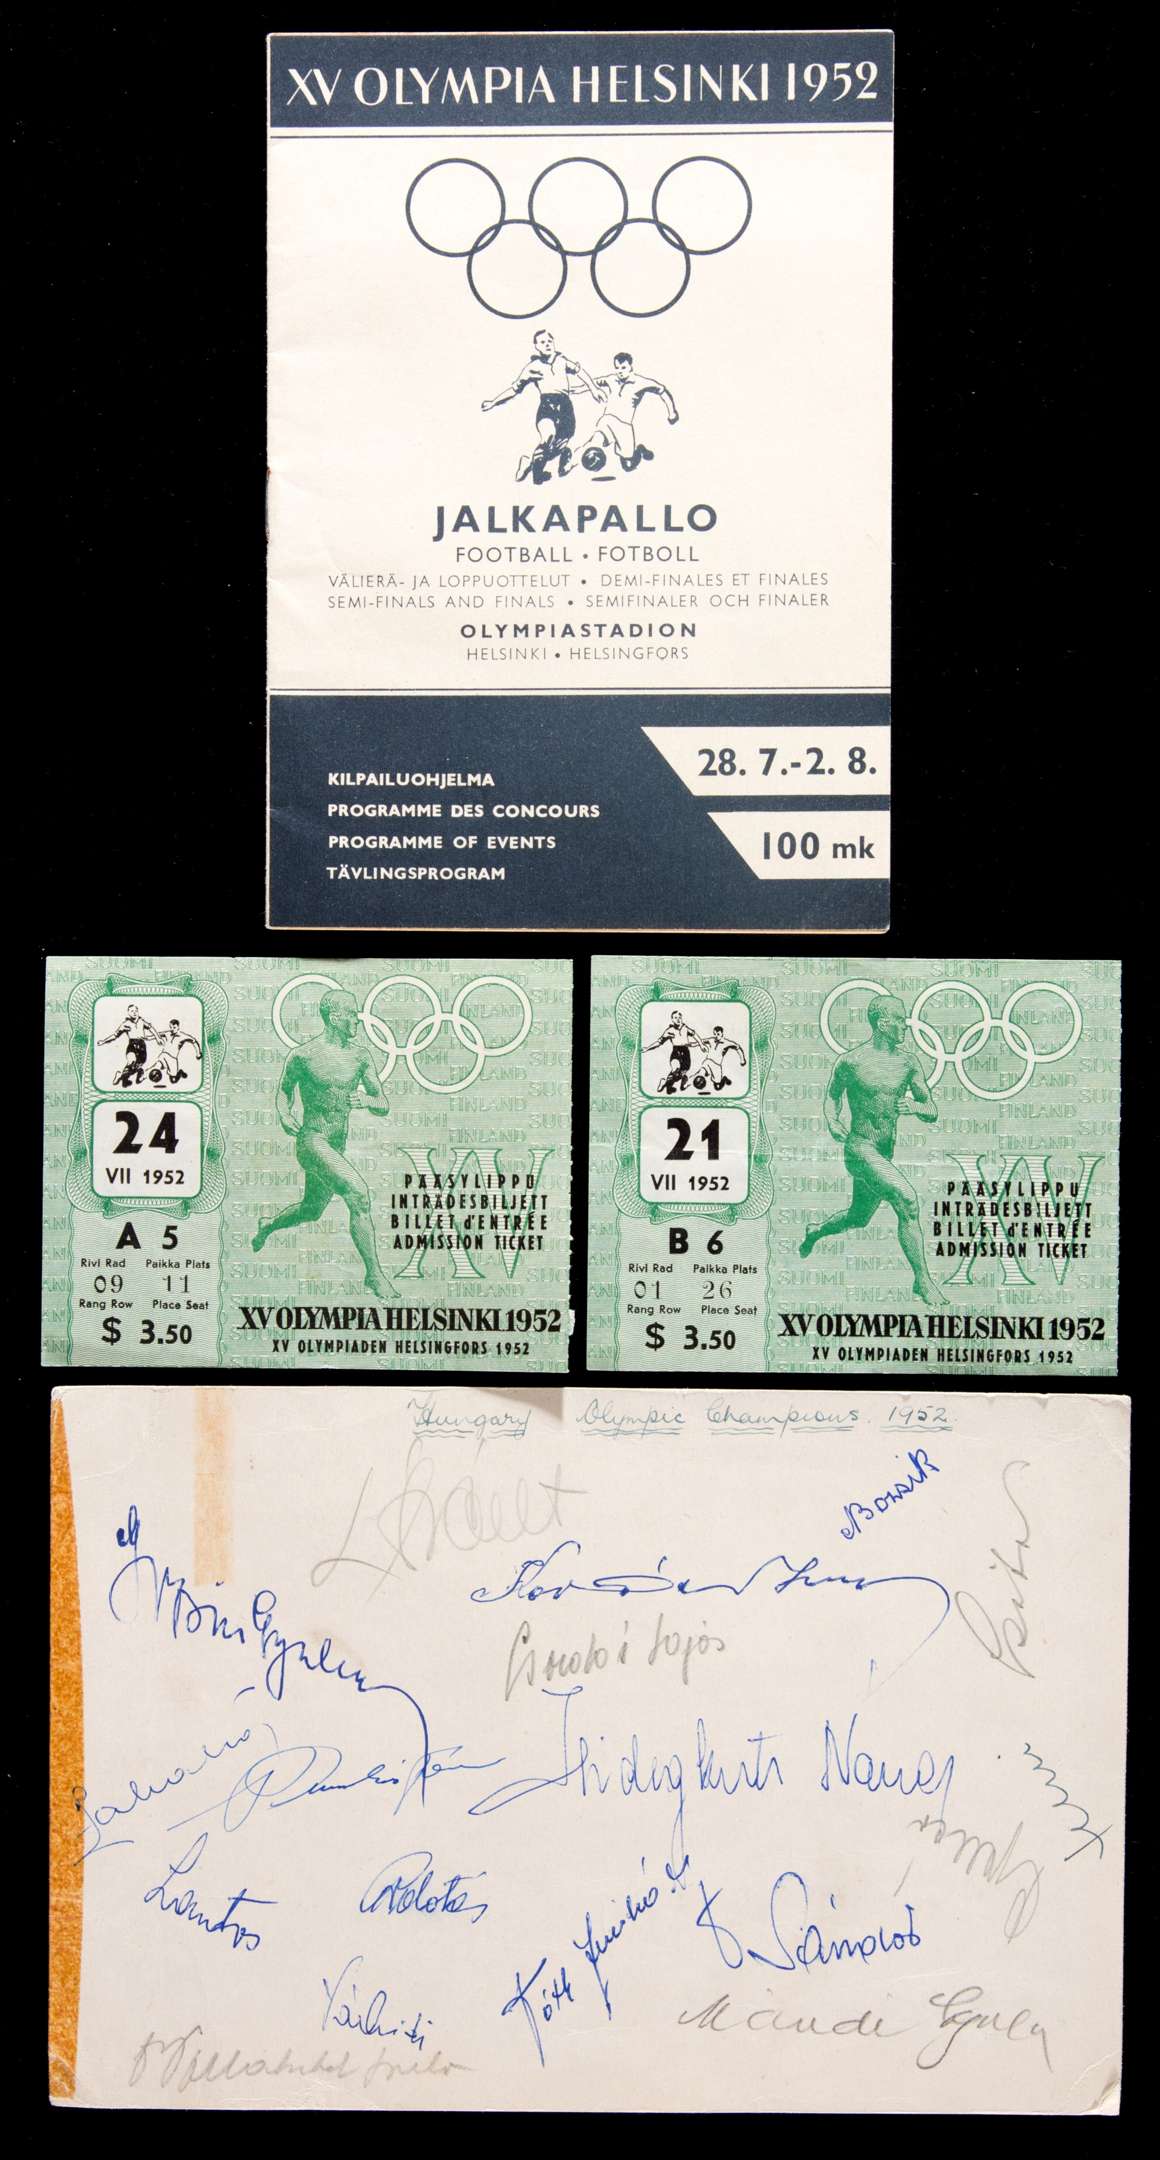 XV OLYMPIA HELSINKI 1952
JALKAPALLO
FOOTBALL • FOTBOLL
VÄLIERÄ- JA LOPPUOTTELUT • DEMI-FINALES ET FINALES
SEMI-FINALS AND FINALS • SEMIFINALER OCH FINALER
OLYMPIASTADION
HELSINKI • HELSINGFORS
28. 7.-2. 8.
KILPAILUOHJELMA
PROGRAMME DES CONCOURS
100 mk
PROGRAMME OF EVENTS
TÄVLINGSPROGRAM
24
VII 1952
PÄÄSYLIPPU
INTRÄDESBILJETT
BILLET d'ENTRÉE
ADMISSION TICKET
XV
A 5
Rivi Rad Paikka Plats
09 11
Rang Row Place Seat
$ 3.50
XV OLYMPIA HELSINKI 1952
XV OLYMPIADEN HELSINGFORS 1952
21
VII 1952
PÄÄSYLIPPU
INTRÄDESBILJETT
BILLET d'ENTRÉE
ADMISSION TICKET
XV
B 6
Rivi Rad Paikka Plats
01 26
Rang Row Place Seat
$ 3.50
XV OLYMPIA HELSINKI 1952
XV OLYMPIADEN HELSINGFORS 1952
Hungary Olympic Champions. 1952.
Bozsik
Lajos
Hidegkuti Nándor
Lantos
Palotás
Tóth
Mándi Gyula